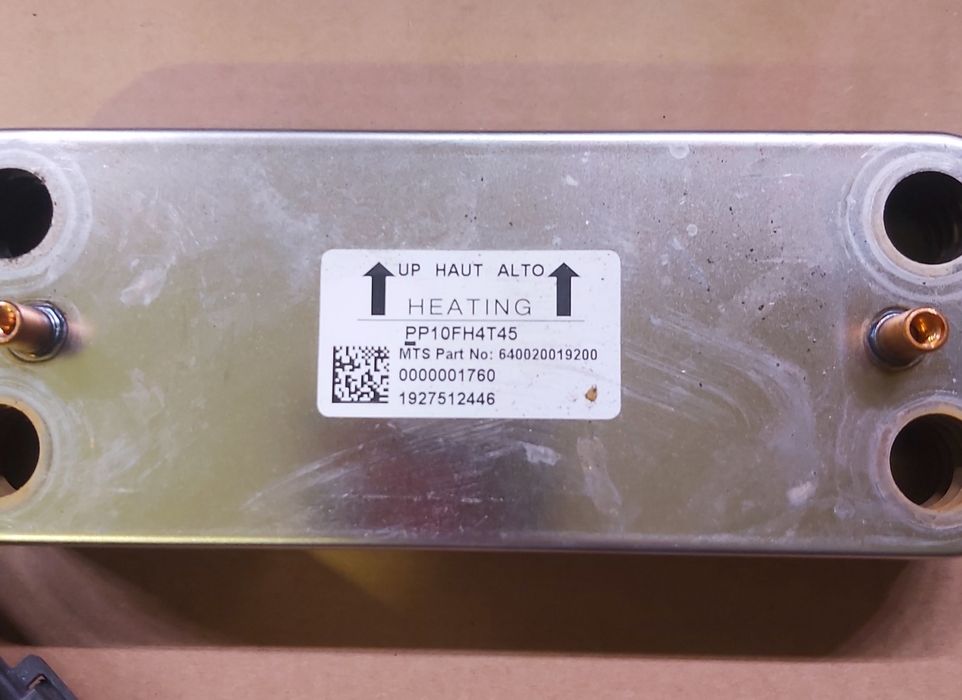 UP HAUT ALTO
HEATING
PP10FH4T45
MTS Part No: 640020019200
0000001760
1927512446